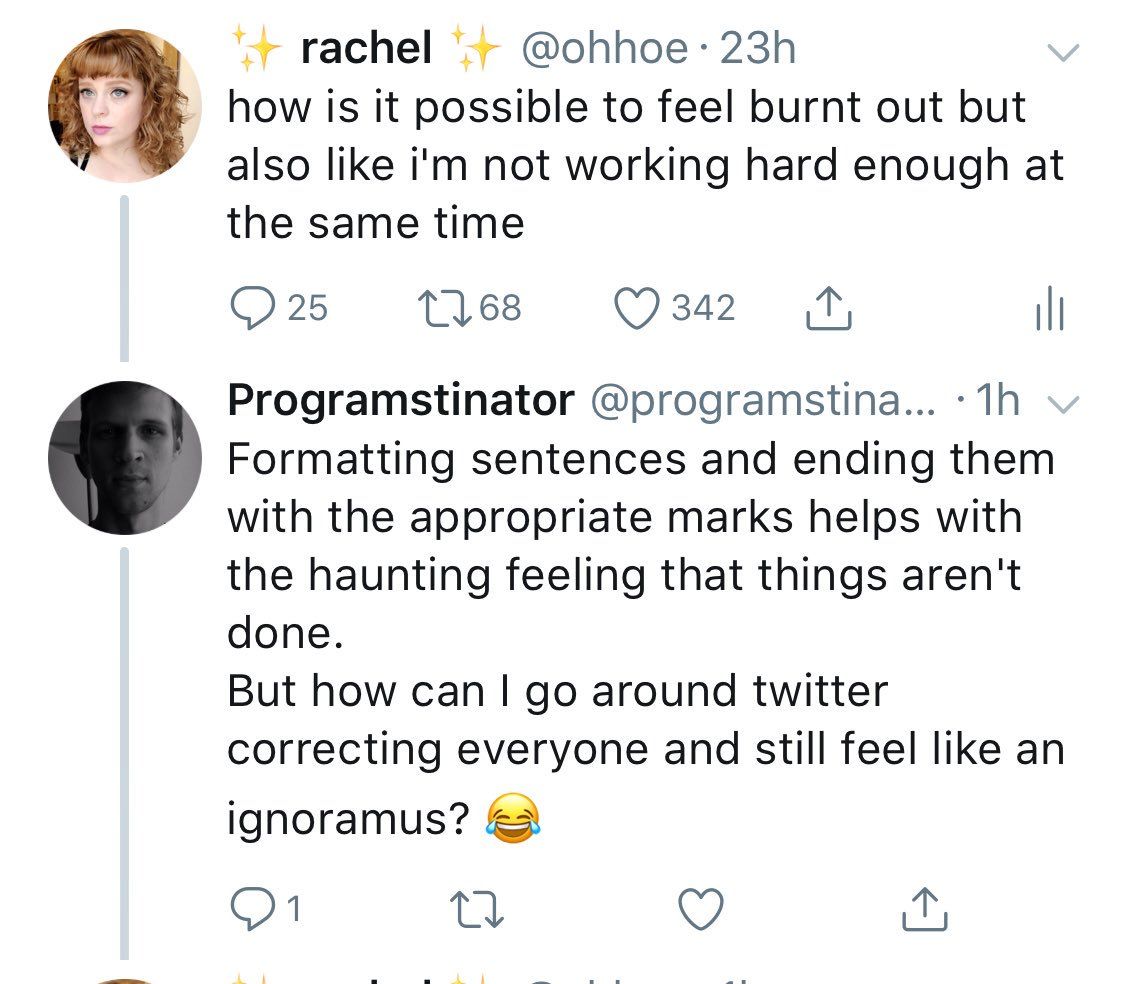 ✨ rachel ✨ @ohhoe · 23h
how is it possible to feel burnt out but
also like i'm not working hard enough at
the same time
25 68 342
Programstinator @programstina... · 1h
Formatting sentences and ending them
with the appropriate marks helps with
the haunting feeling that things aren't
done.
But how can I go around twitter
correcting everyone and still feel like an
ignoramus? 😂
1